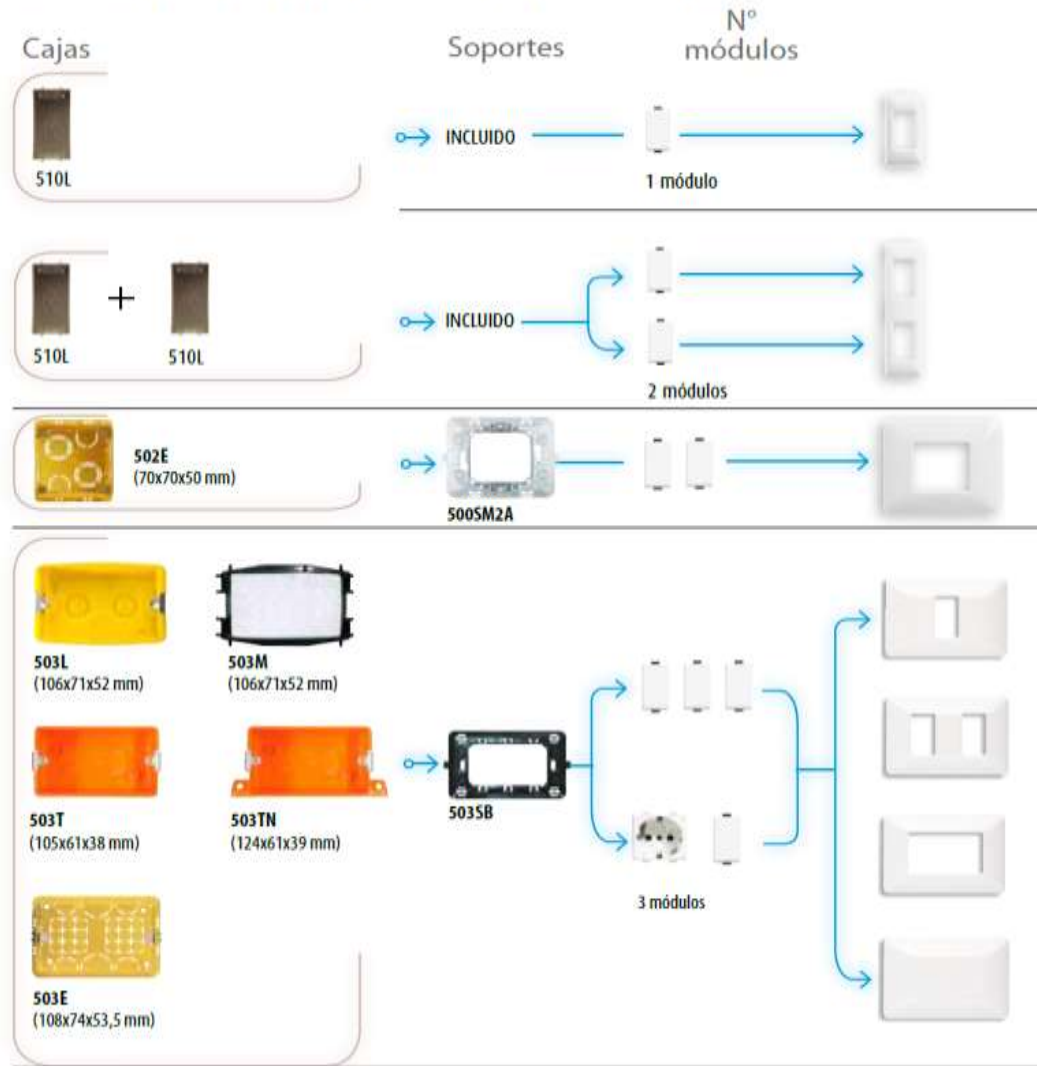 Cajas
Soportes
N°
módulos
510L
INCLUIDO
1 módulo
+
510L
510L
INCLUIDO
2 módulos
502E
(70x70x50 mm)
500SM2A
503L
(106x71x52 mm)
503M
(106x71x52 mm)
503T
(105x61x38 mm)
503TN
(124x61x39 mm)
503SB
3 módulos
503E
(108x74x53,5 mm)